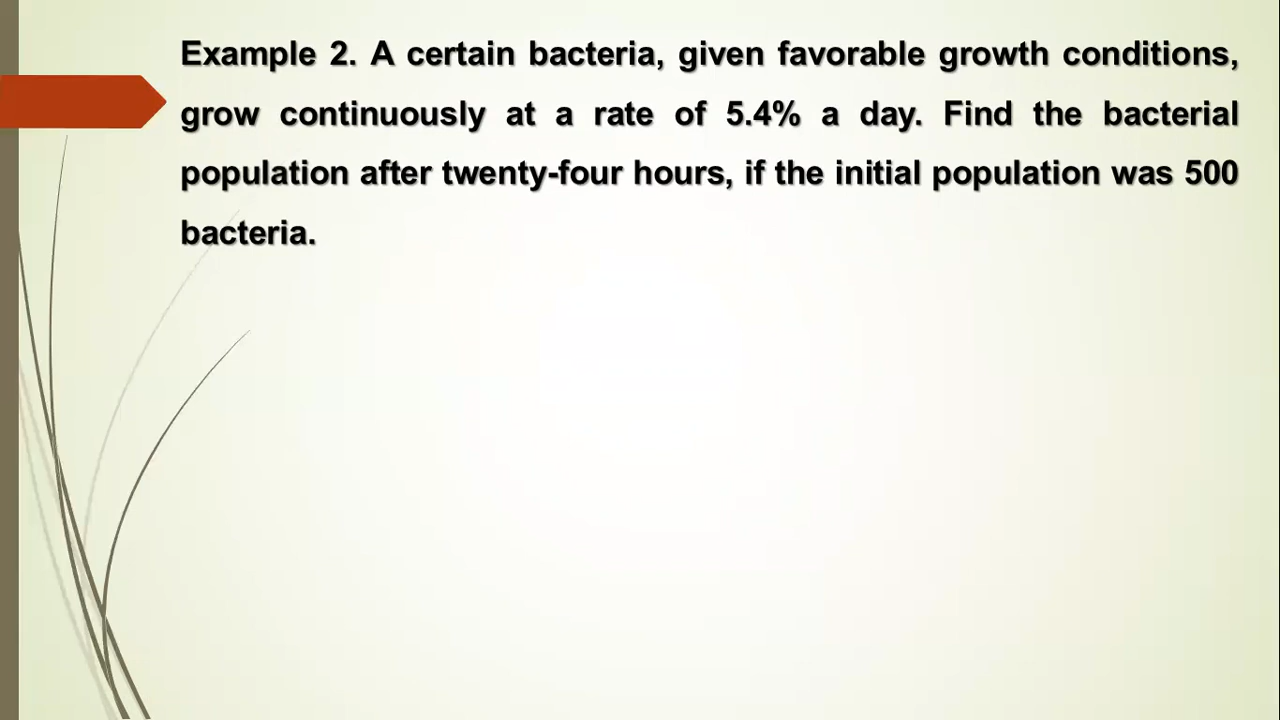 Example 2. A certain bacteria, given favorable growth conditions,
grow continuously at a rate of 5.4% a day. Find the bacterial
population after twenty-four hours, if the initial population was 500
bacteria.